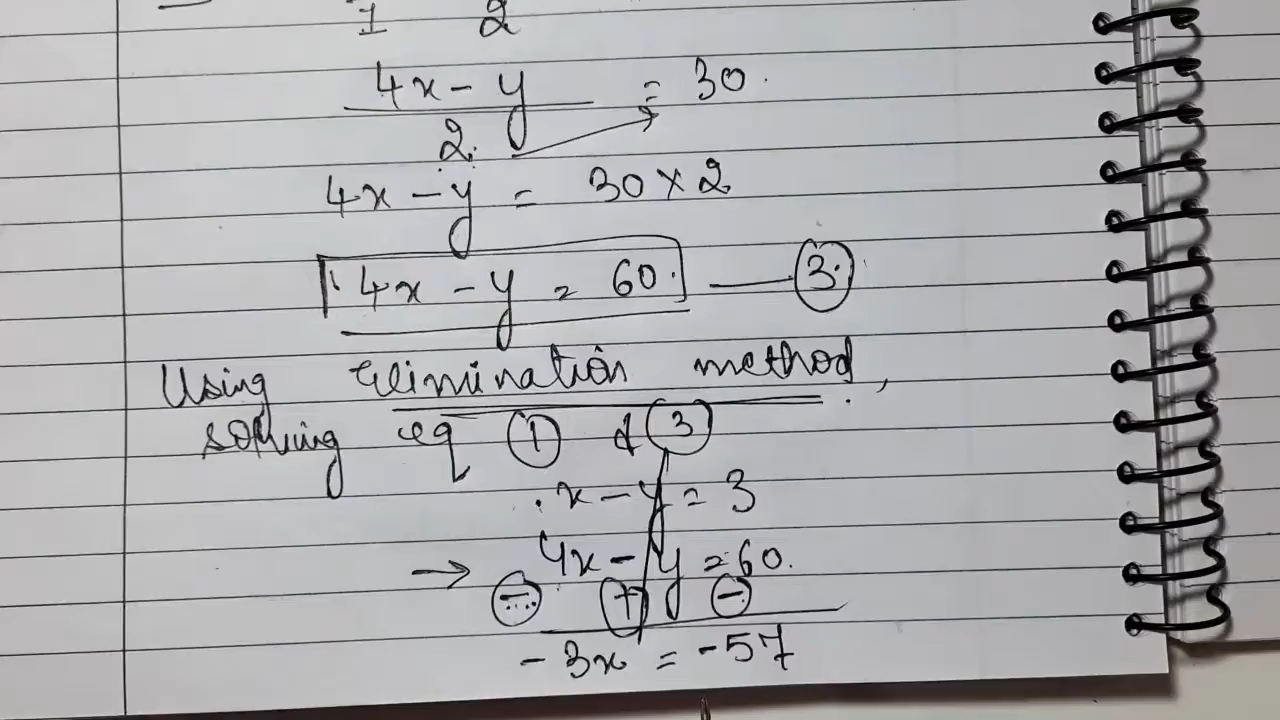 1 2
4x - y / 2 = 30.
4x - y = 30 × 2
4x - y = 60. — 3.
Using elimination method,
solving eq 1 & 3
x - y = 3
→ 4x - y = 60.
- + -
-3x = -57